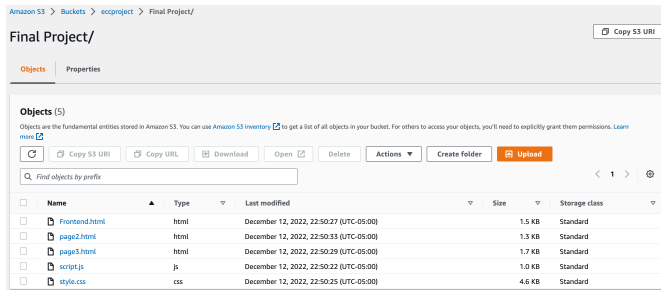 Amazon S3 > Buckets > eccproject > Final Project/
Final Project/
Copy S3 URI
Objects Properties
Objects (5)
Objects are the fundamental entities stored in Amazon S3. You can use Amazon S3 inventory to get a list of all objects in your bucket. For others to access your objects, you'll need to explicitly grant them permissions. Learn
more
Copy S3 URI Copy URL Download Open Delete Actions Create folder Upload
Find objects by prefix
< 1 >
Name Type Last modified Size Storage class
Frontend.html html December 12, 2022, 22:50:27 (UTC-05:00) 1.5 KB Standard
page2.html html December 12, 2022, 22:50:33 (UTC-05:00) 1.3 KB Standard
page3.html html December 12, 2022, 22:50:29 (UTC-05:00) 1.7 KB Standard
script.js js December 12, 2022, 22:50:22 (UTC-05:00) 1.0 KB Standard
style.css css December 12, 2022, 22:50:25 (UTC-05:00) 4.6 KB Standard